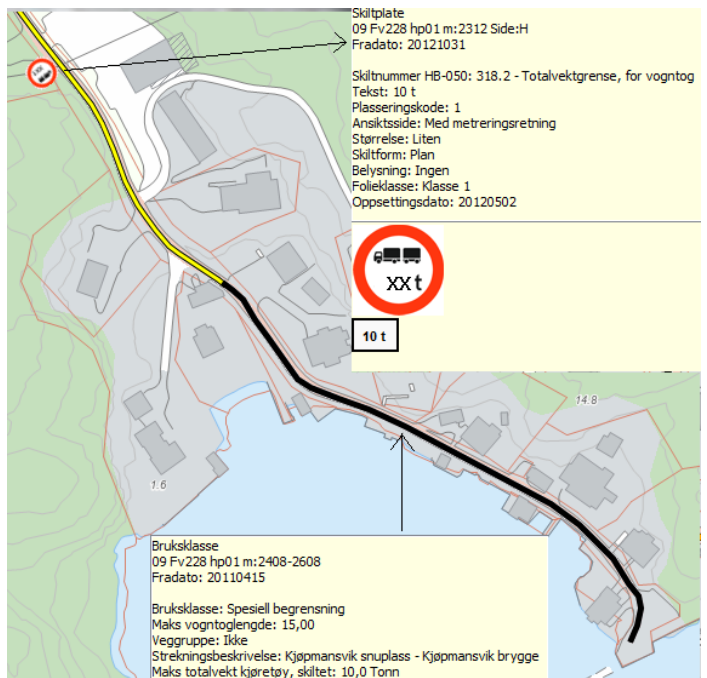 Skiltplate
09 Fv228 hp01 m:2312 Side:H
Fradato: 20121031
Skiltnummer HB-050: 318.2 - Totalvektgrense, for vogntog
Tekst: 10 t
Plasseringskode: 1
Ansiktsside: Med metreringsretning
Størrelse: Liten
Skiltform: Plan
Belysning: Ingen
Folieklasse: Klasse 1
Oppsettingsdato: 20120502
xx t
10 t
14.8
1.6
Bruksklasse
09 Fv228 hp01 m:2408-2608
Fradato: 20110415
Bruksklasse: Spesiell begrensning
Maks vogntoglengde: 15,00
Veggruppe: Ikke
Strekningsbeskrivelse: Kjøpmansvik snuplass - Kjøpmansvik brygge
Maks totalvekt kjøretøy, skiltet: 10,0 Tonn